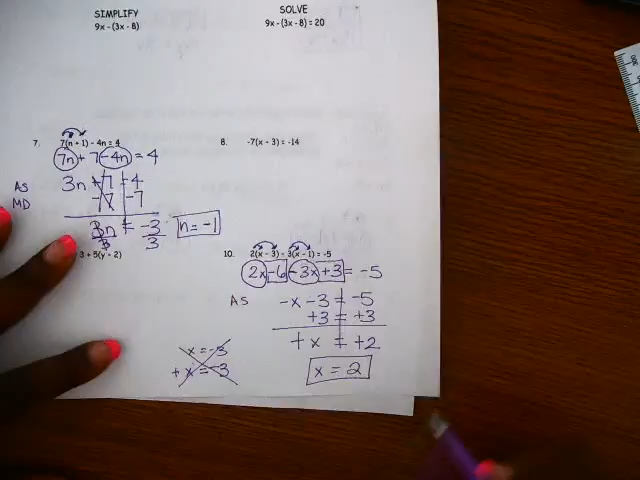 SIMPLIFY
9x - (3x - 8)
SOLVE
9x - (3x - 8) = 20
7. 7(n + 1) - 4n = 4
7n + 7 - 4n = 4
AS
3n + 7 = 4
MD
- 7 - 7
3n = -3
3 3
n = -1
8. -7(x + 3) = -14
3 + 5(y - 2)
10. 2(x - 3) - 3(x - 1) = -5
2x - 6 - 3x + 3 = -5
AS
-x - 3 = -5
+3 = +3
+ x = +2
x = 2
x = -3
+ x = -3